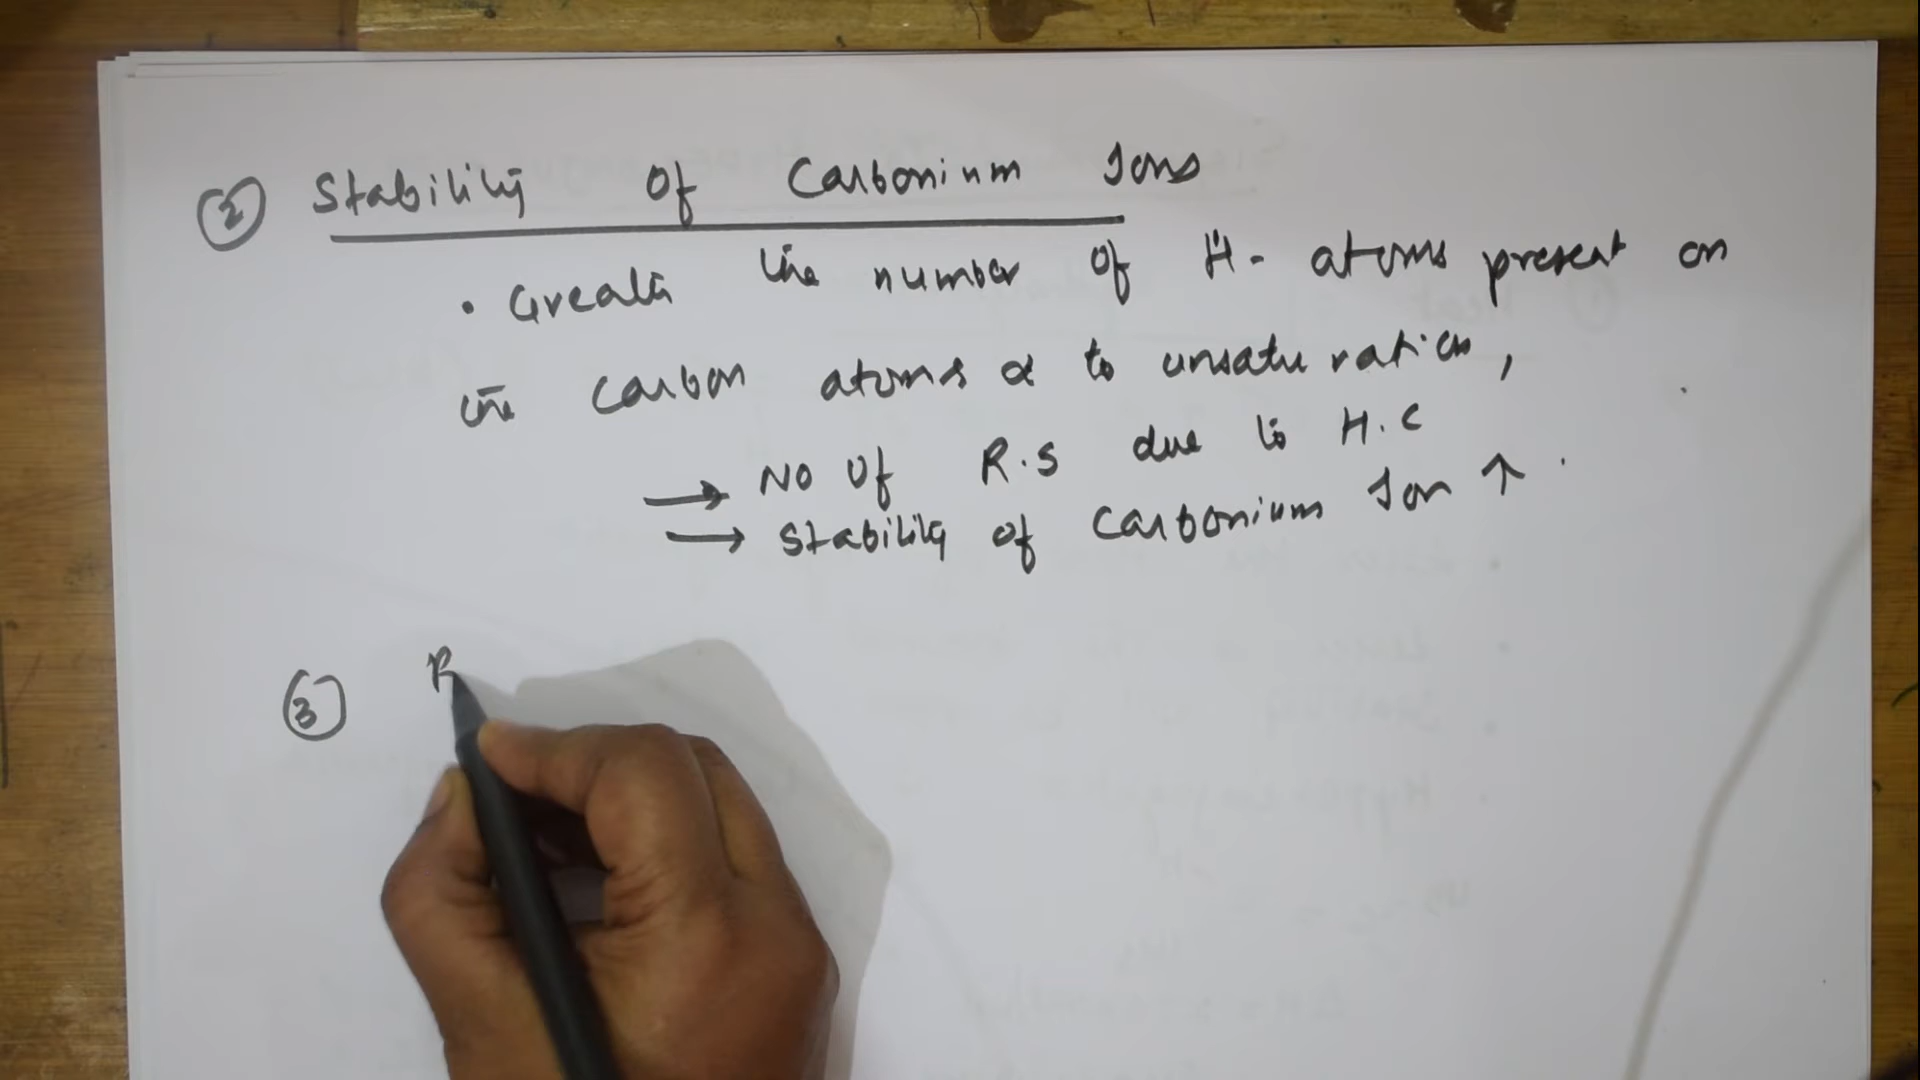 ② Stability Of Carbonium Ions
• Greater the number of H- atoms present on
the carbon atoms α to unsaturation,
→ NO Of R.S due to H.C
→ Stability of Carbonium Ion ↑ .
③ R